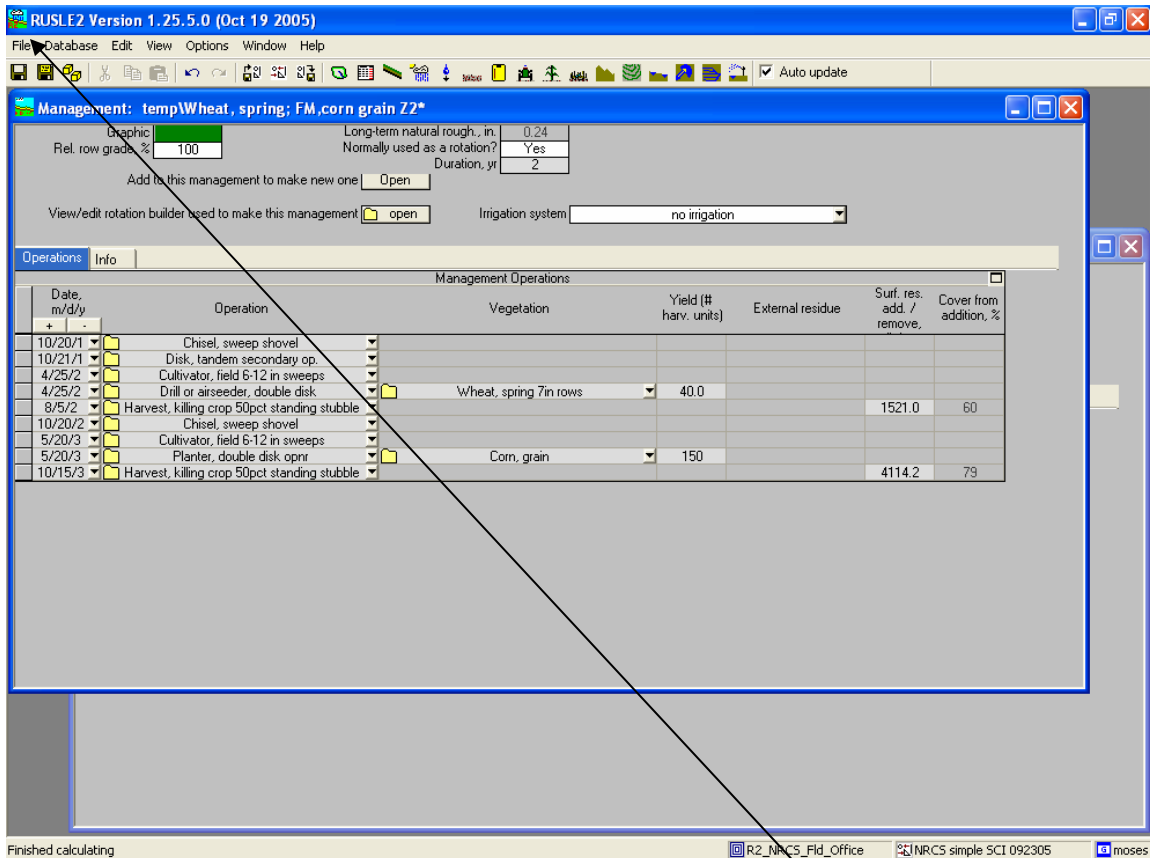 RUSLE2 Version 1.25.5.0 (Oct 19 2005)
File Database Edit View Options Window Help
Auto update
Management: temp\Wheat, spring; FM,corn grain Z2*
Graphic Long-term natural rough., in. 0.24
Rel. row grade, % 100 Normally used as a rotation? Yes
Duration, yr 2
Add to this management to make new one Open
View/edit rotation builder used to make this management open Irrigation system no irrigation
Operations Info
Management Operations
Date, m/d/y Operation Vegetation Yield (# harv. units) External residue Surf. res. add. / remove, Cover from addition, %
+ -
10/20/1 Chisel, sweep shovel
10/21/1 Disk, tandem secondary op.
4/25/2 Cultivator, field 6-12 in sweeps
4/25/2 Drill or airseeder, double disk Wheat, spring 7in rows 40.0
8/5/2 Harvest, killing crop 50pct standing stubble 1521.0 60
10/20/2 Chisel, sweep shovel
5/20/3 Cultivator, field 6-12 in sweeps
5/20/3 Planter, double disk opnr Corn, grain 150
10/15/3 Harvest, killing crop 50pct standing stubble 4114.2 79
Finished calculating R2_NRCS_Fld_Office NRCS simple SCI 092305 moses